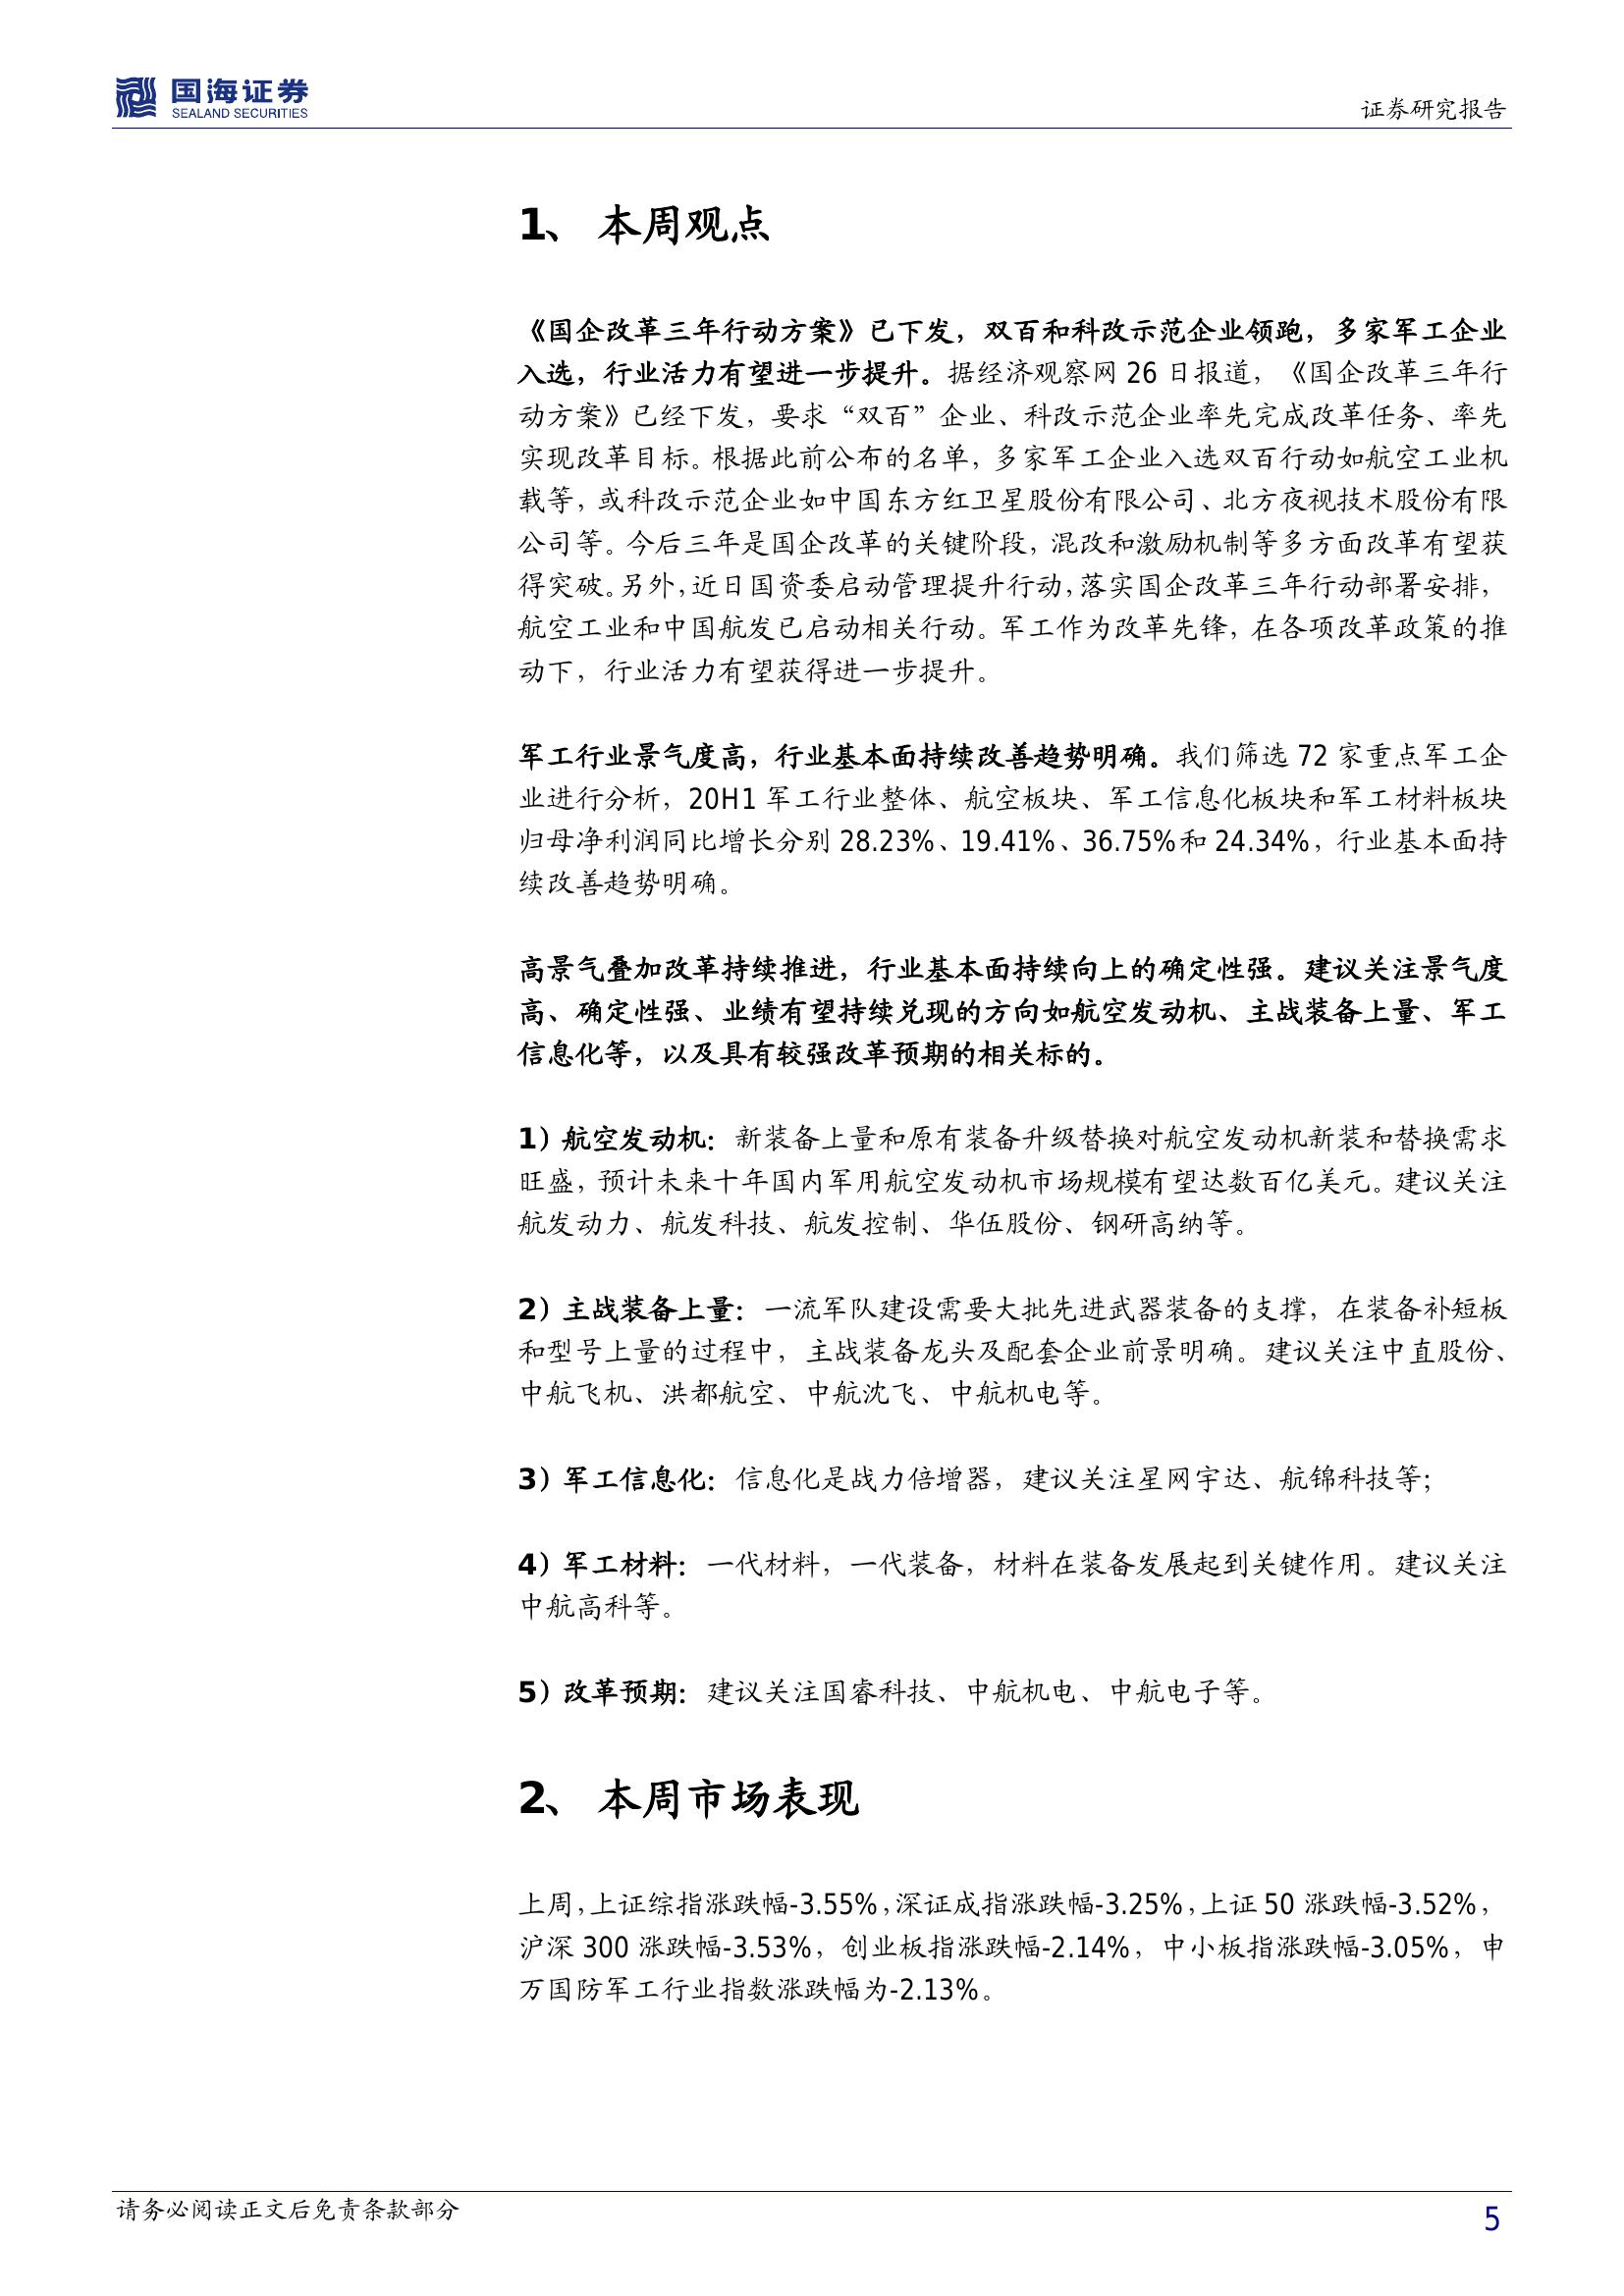 国海证券
SEALAND SECURITIES
证券研究报告
1、 本周观点
《国企改革三年行动方案》已下发，双百和科改示范企业领跑，多家军工企业
入选，行业活力有望进一步提升。据经济观察网 26 日报道，《国企改革三年行
动方案》已经下发，要求“双百”企业、科改示范企业率先完成改革任务、率先
实现改革目标。根据此前公布的名单，多家军工企业入选双百行动如航空工业机
载等，或科改示范企业如中国东方红卫星股份有限公司、北方夜视技术股份有限
公司等。今后三年是国企改革的关键阶段，混改和激励机制等多方面改革有望获
得突破。另外，近日国资委启动管理提升行动，落实国企改革三年行动部署安排，
航空工业和中国航发已启动相关行动。军工作为改革先锋，在各项改革政策的推
动下，行业活力有望获得进一步提升。
军工行业景气度高，行业基本面持续改善趋势明确。我们筛选 72 家重点军工企
业进行分析，20H1 军工行业整体、航空板块、军工信息化板块和军工材料板块
归母净利润同比增长分别 28.23%、19.41%、36.75%和 24.34%，行业基本面持
续改善趋势明确。
高景气叠加改革持续推进，行业基本面持续向上的确定性强。建议关注景气度
高、确定性强、业绩有望持续兑现的方向如航空发动机、主战装备上量、军工
信息化等，以及具有较强改革预期的相关标的。
1）航空发动机：新装备上量和原有装备升级替换对航空发动机新装和替换需求
旺盛，预计未来十年国内军用航空发动机市场规模有望达数百亿美元。建议关注
航发动力、航发科技、航发控制、华伍股份、钢研高纳等。
2）主战装备上量：一流军队建设需要大批先进武器装备的支撑，在装备补短板
和型号上量的过程中，主战装备龙头及配套企业前景明确。建议关注中直股份、
中航飞机、洪都航空、中航沈飞、中航机电等。
3）军工信息化：信息化是战力倍增器，建议关注星网宇达、航锦科技等；
4）军工材料：一代材料，一代装备，材料在装备发展起到关键作用。建议关注
中航高科等。
5）改革预期：建议关注国睿科技、中航机电、中航电子等。
2、 本周市场表现
上周，上证综指涨跌幅-3.55%，深证成指涨跌幅-3.25%，上证 50 涨跌幅-3.52%，
沪深 300 涨跌幅-3.53%，创业板指涨跌幅-2.14%，中小板指涨跌幅-3.05%，申
万国防军工行业指数涨跌幅为-2.13%。
请务必阅读正文后免责条款部分
5